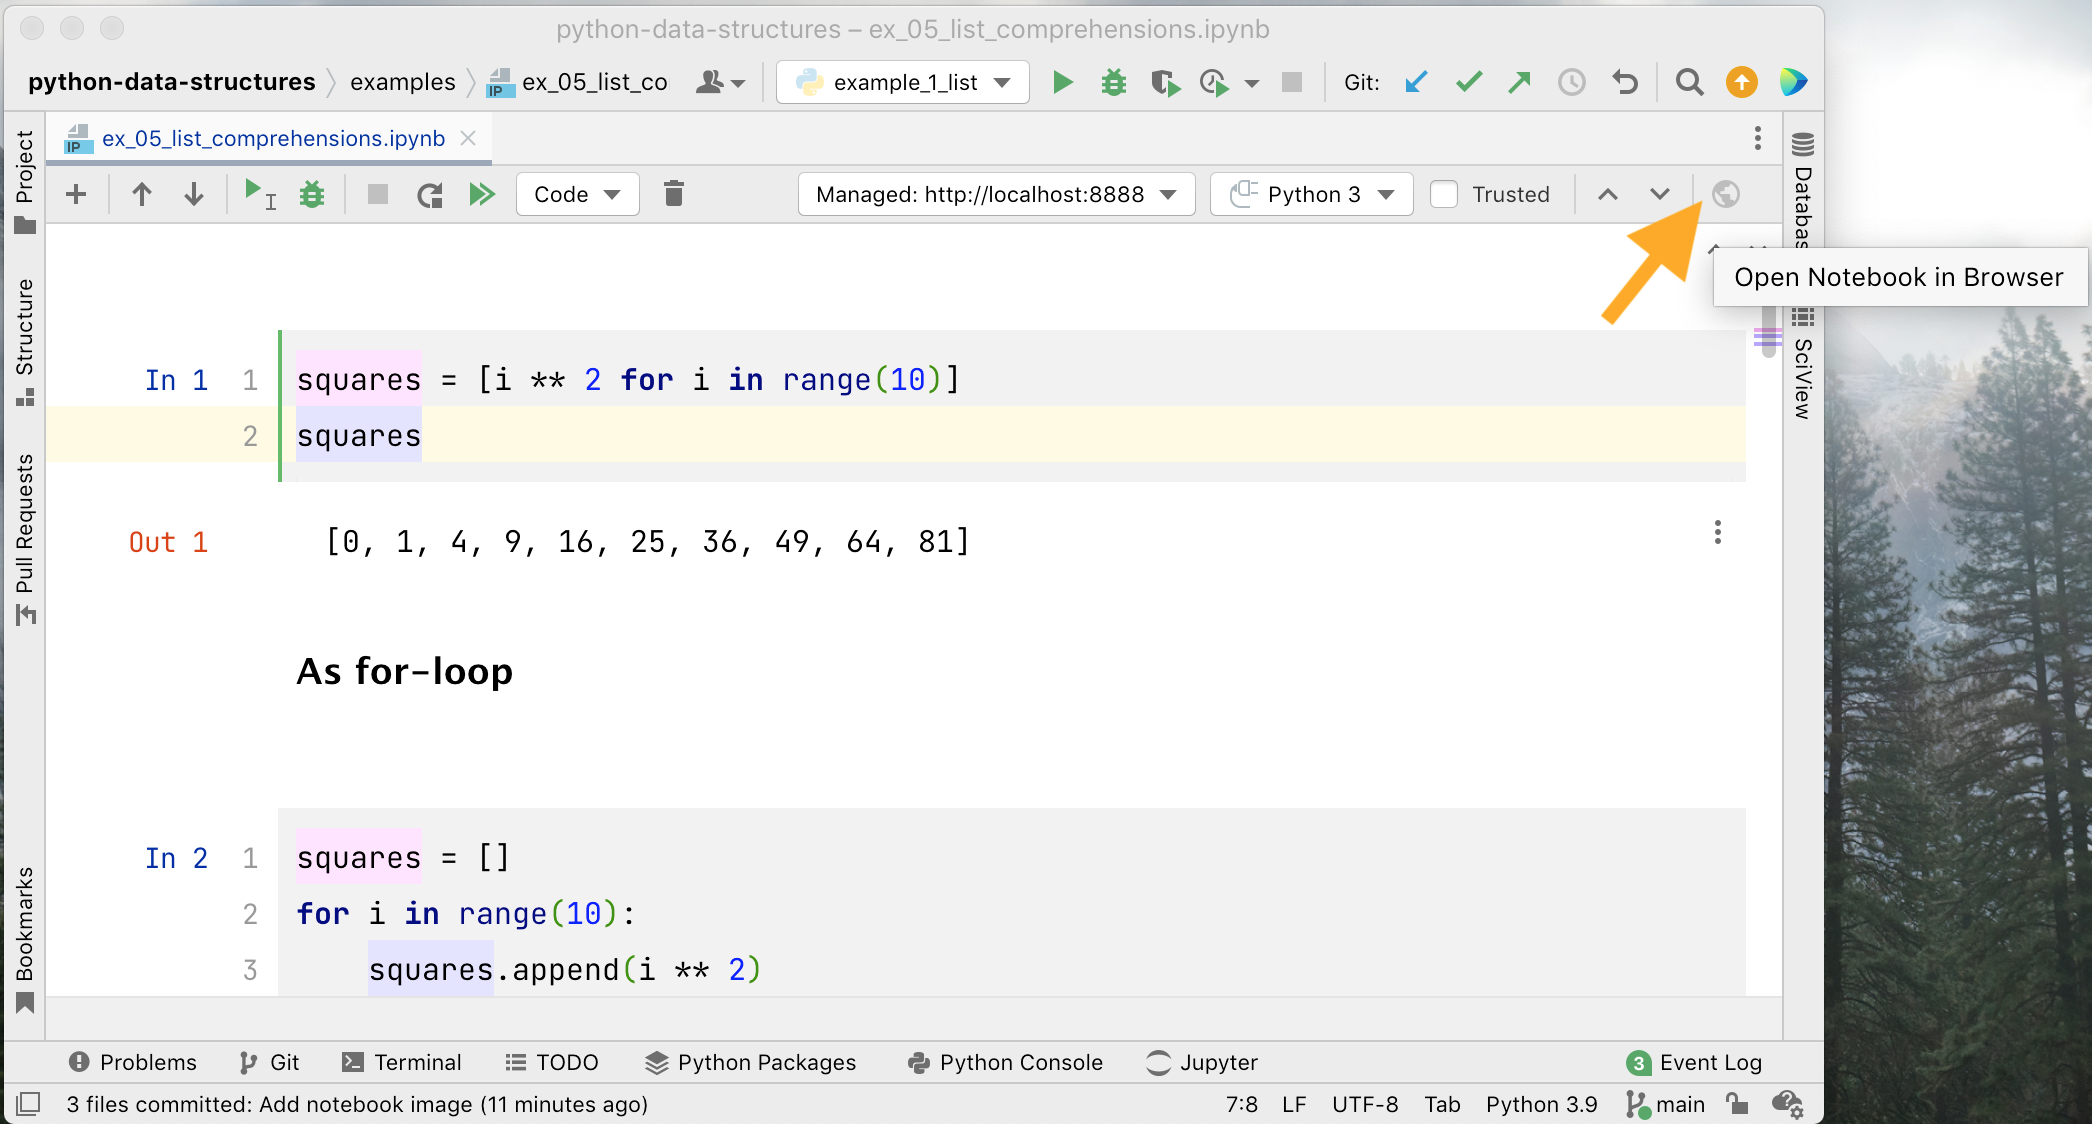 python-data-structures – ex_05_list_comprehensions.ipynb
python-data-structures examples IP ex_05_list_co example_1_list Git:
IP ex_05_list_comprehensions.ipynb
Code Managed: http://localhost:8888 Python 3 Trusted
Open Notebook in Browser
Project
Structure
Pull Requests
Bookmarks
Databas
SciView
In 1 1 squares = [i ** 2 for i in range(10)]
2 squares
Out 1 [0, 1, 4, 9, 16, 25, 36, 49, 64, 81]
As for-loop
In 2 1 squares = []
2 for i in range(10):
3 squares.append(i ** 2)
Problems Git Terminal TODO Python Packages Python Console Jupyter 3 Event Log
3 files committed: Add notebook image (11 minutes ago) 7:8 LF UTF-8 Tab Python 3.9 main